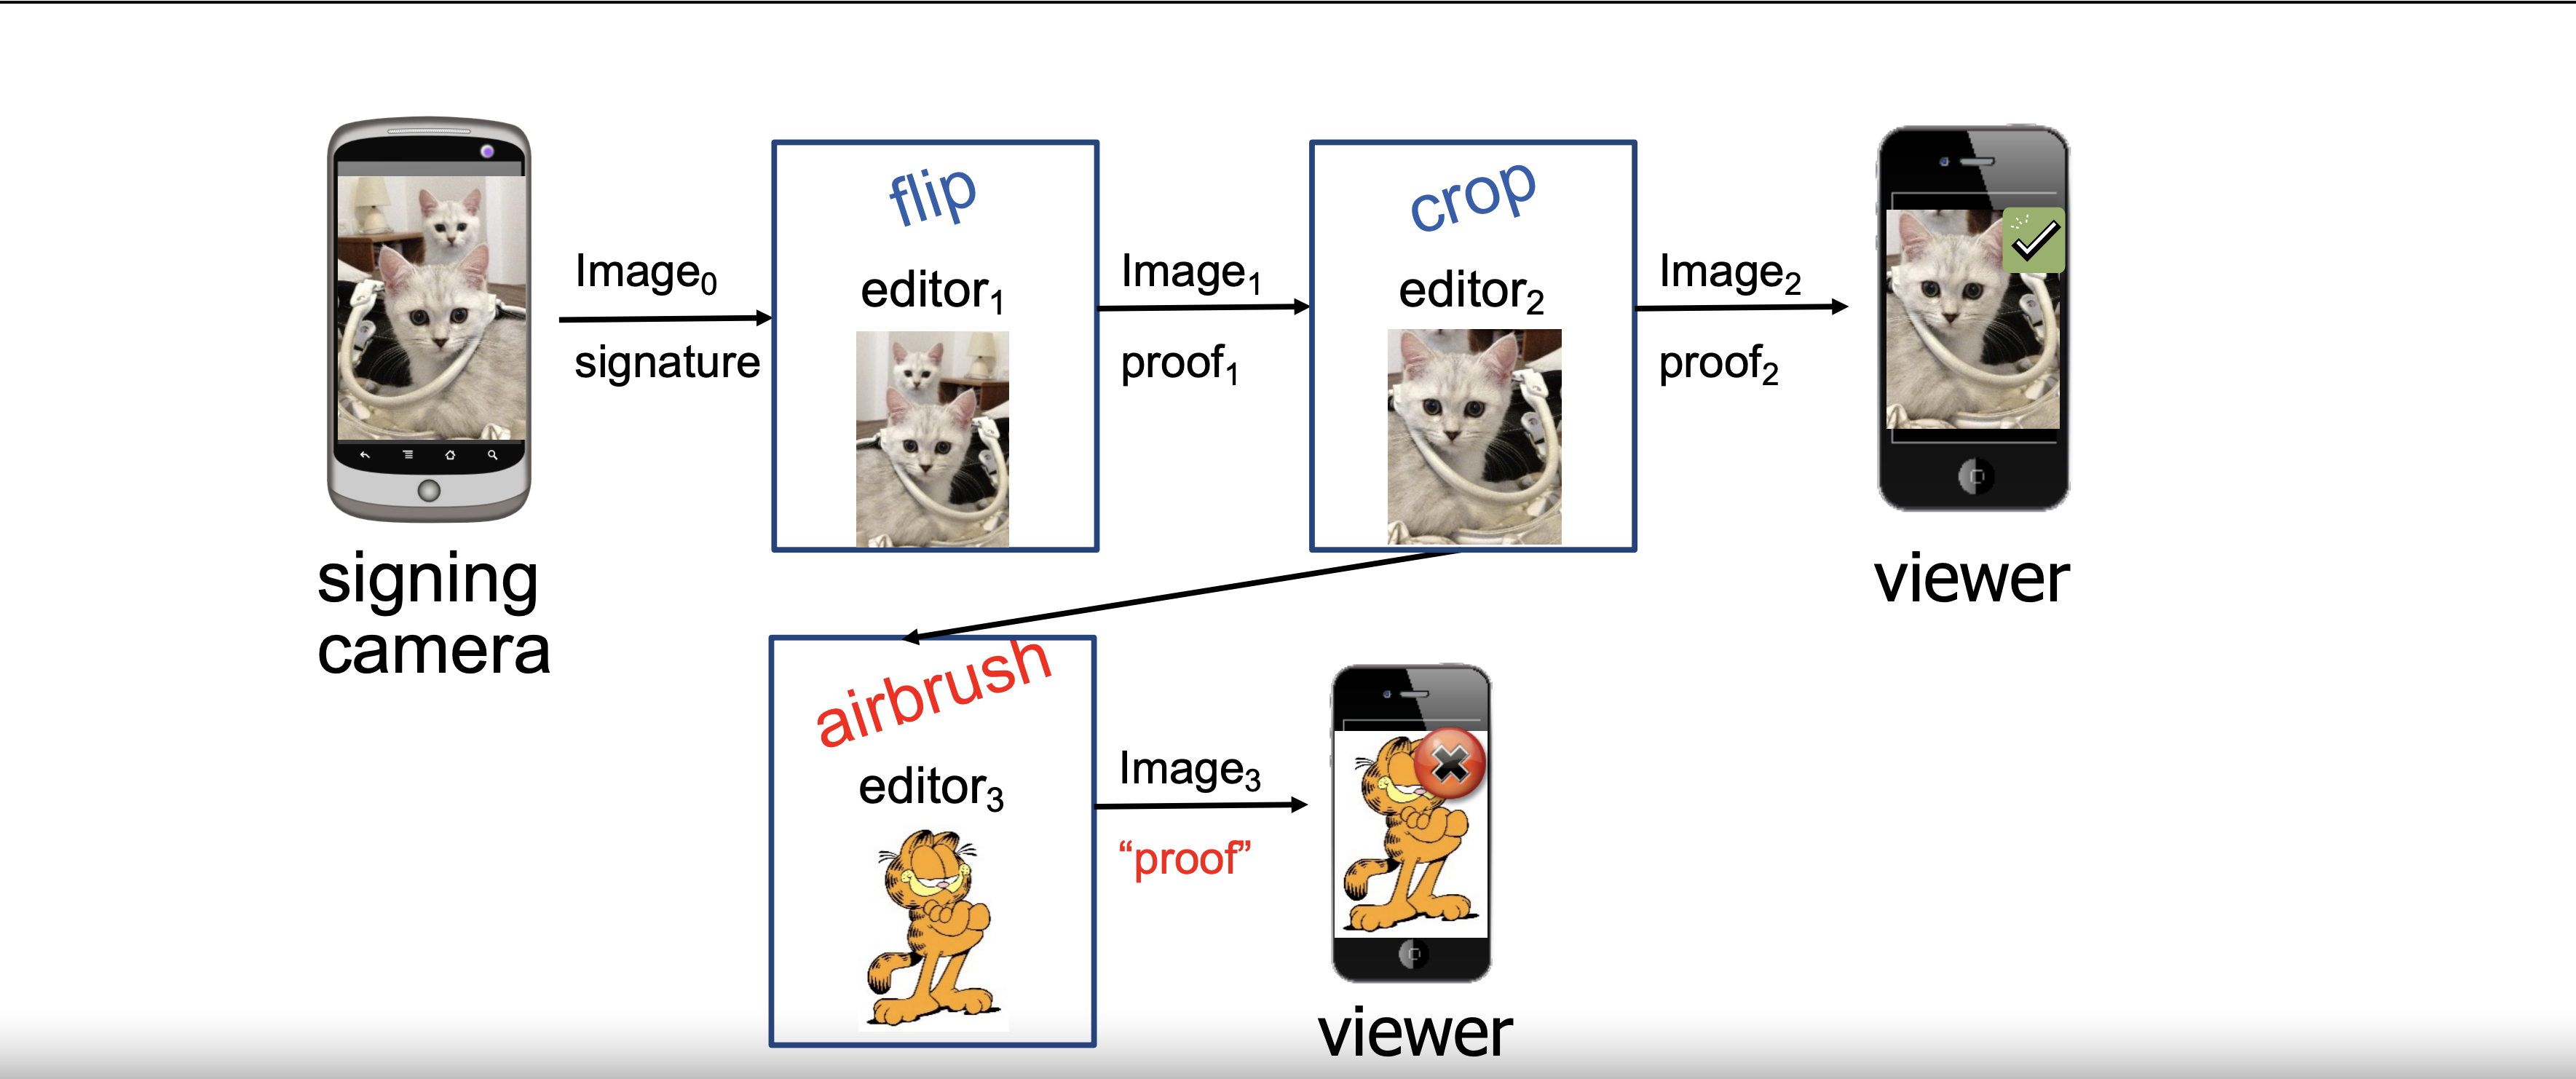 flip
crop
Image₀
editor₁
Image₁
editor₂
Image₂
signature
proof₁
proof₂
signing
camera
viewer
airbrush
editor₃
Image₃
“proof”
viewer